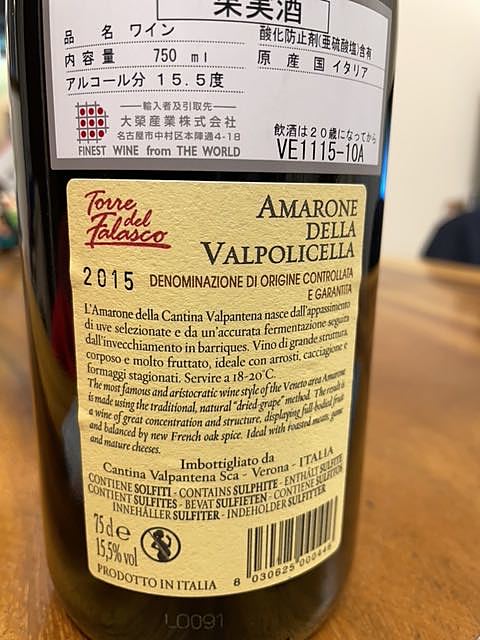 果実酒
品 名 ワイン
酸化防止剤(亜硫酸塩)含有
内容量 750 ml
原 産 国 イタリア
アルコール分 15.5度
輸入者及引取先
大榮産業株式会社
名古屋市中村区本陣通4-18
飲酒は20歳になってから
FINEST WINE from THE WORLD
VE1115-10A
Torre
del
Falasco
AMARONE
DELLA
VALPOLICELLA
2015
DENOMINAZIONE DI ORIGINE CONTROLLATA
E GARANTITA
L'Amarone della Cantina Valpantena nasce dall'appassimento
di uve selezionate e da un'accurata fermentazione seguita
dall'invecchiamento in barriques. Vino di grande struttura,
corposo e molto fruttato, ideale con arrosti, cacciagione e
formaggi stagionati. Servire a 18-20°C.
The most famous and aristocratic wine style of the Veneto area Amarone
is made using the traditional, natural "dried-grape" method. The result is
a wine of great concentration and structure, displaying full-bodied fruit
and balanced by new French oak spice. Ideal with roasted meats, game
and mature cheeses.
Imbottigliato da
Cantina Valpantena Sca - Verona - ITALIA
CONTIENE SOLFITI - CONTAINS SULPHITE - ENTHÄLT SULFITE
CONTIENT SULFITES - BEVAT SULFIETEN - CONTIENE SULFITOS
INNEHÅLLER SULFITER - INDEHOLDER SULFITTER
75 cl e
15,5% vol
PRODOTTO IN ITALIA
8 030625 000446
L0091